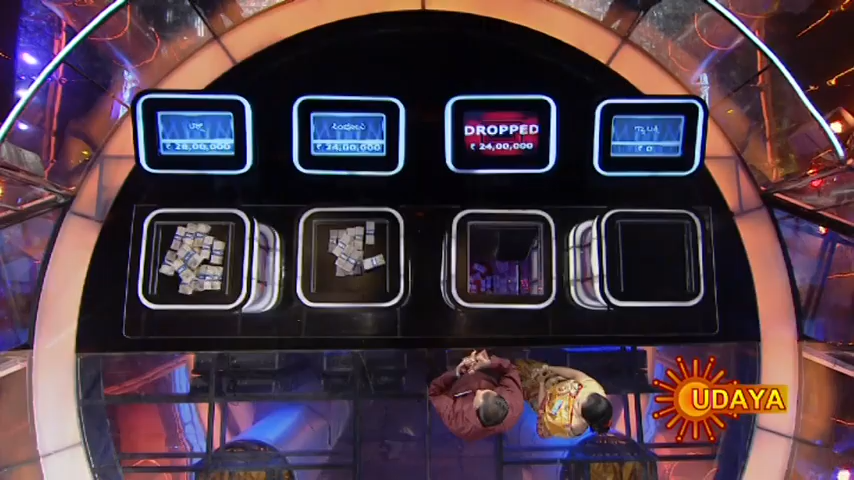 ₹ 28,00,000
₹ 24,00,000
DROPPED
₹ 24,00,000
₹ 0
UDAYA